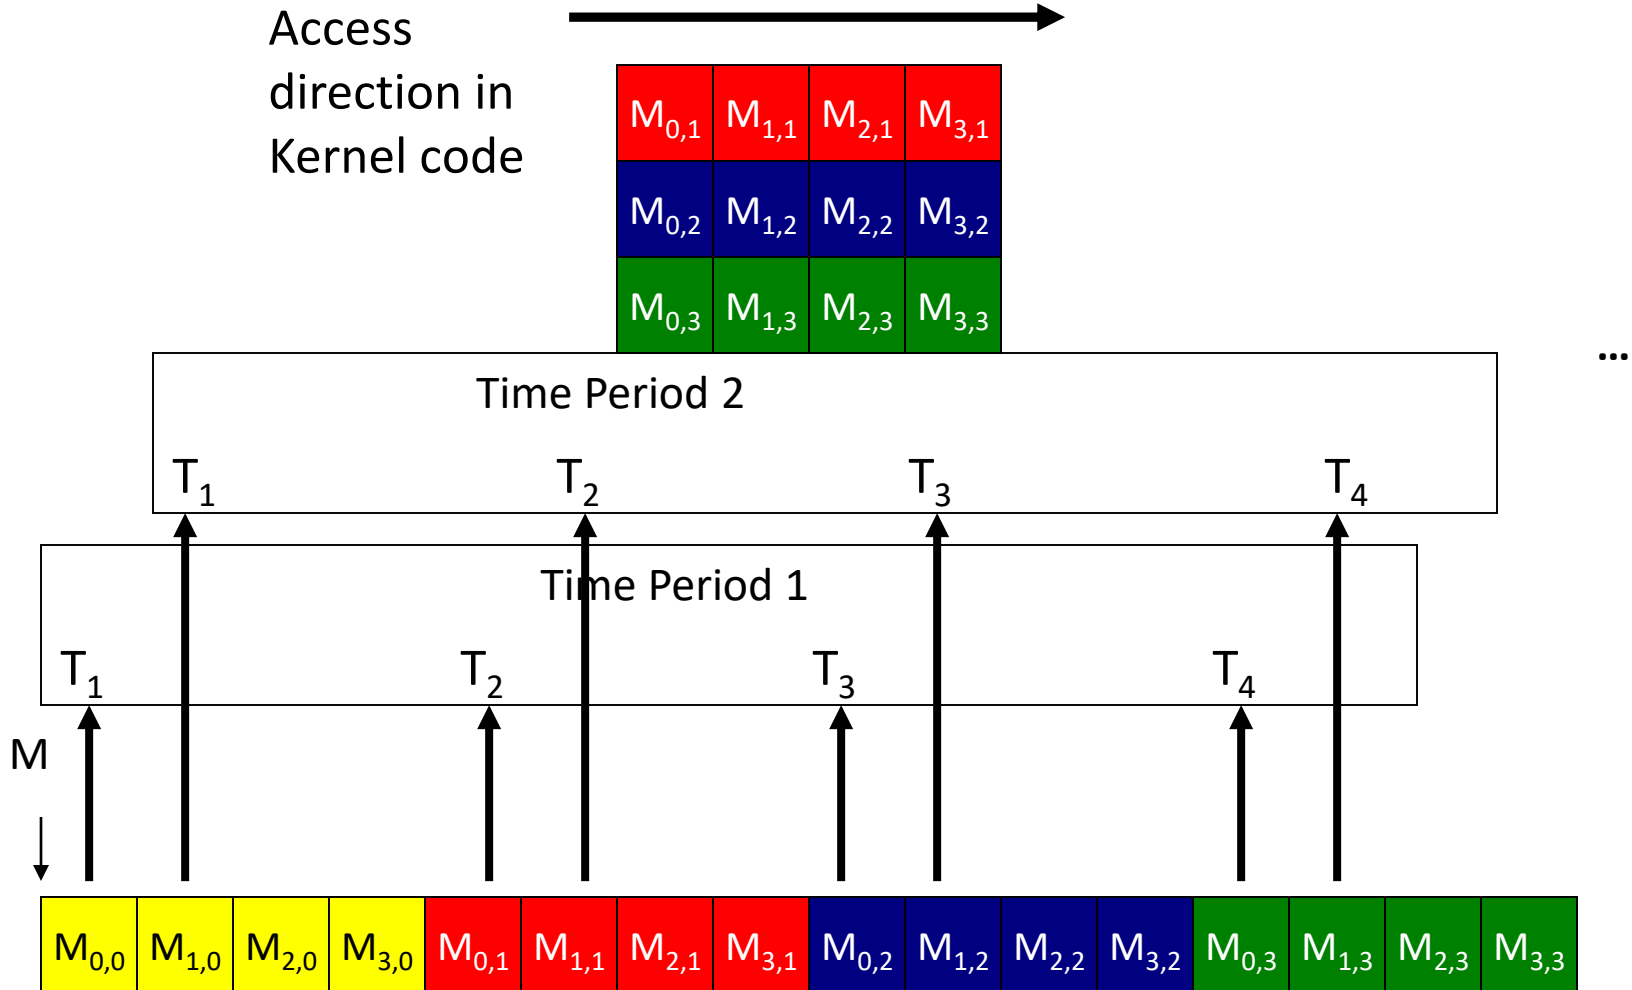 Access
direction in
Kernel code
M0,1 M1,1 M2,1 M3,1
M0,2 M1,2 M2,2 M3,2
M0,3 M1,3 M2,3 M3,3
...
Time Period 2
T1 T2 T3 T4
Time Period 1
T1 T2 T3 T4
M
M0,0 M1,0 M2,0 M3,0 M0,1 M1,1 M2,1 M3,1 M0,2 M1,2 M2,2 M3,2 M0,3 M1,3 M2,3 M3,3